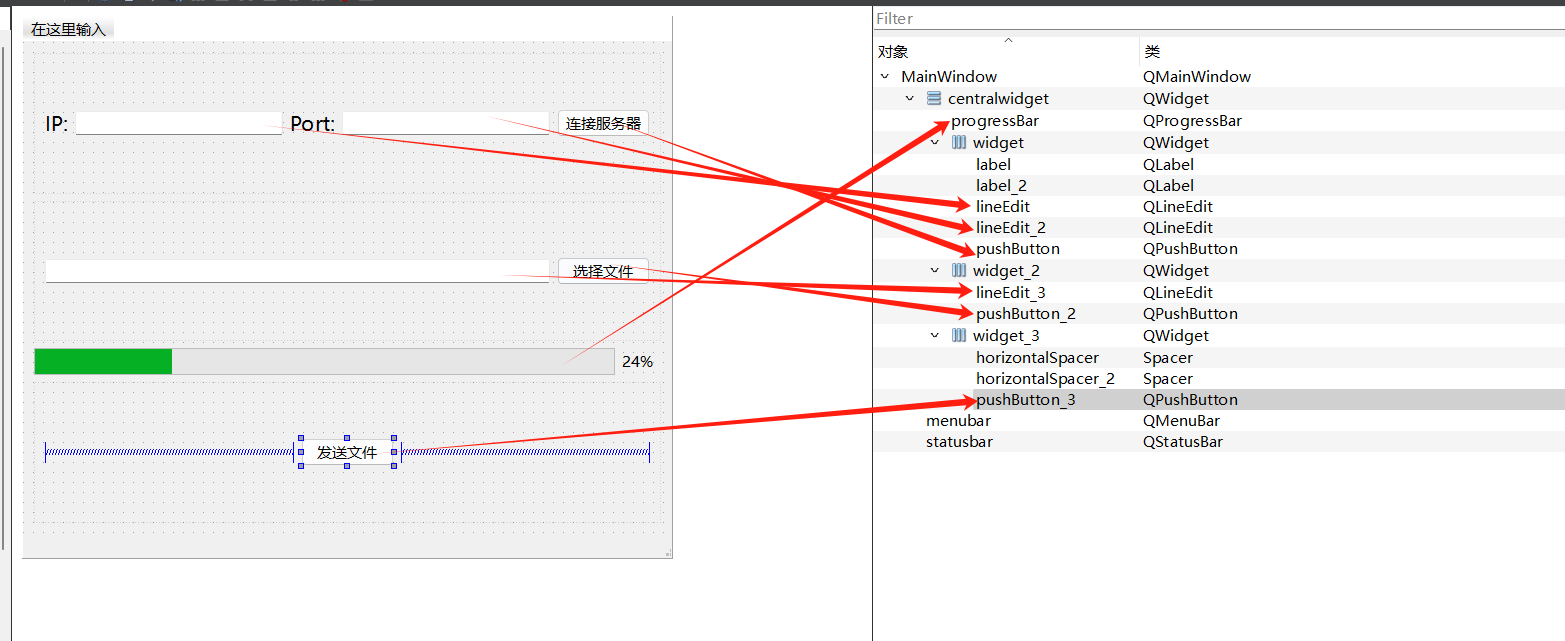 在这里输入
IP:
Port:
连接服务器
选择文件
24%
发送文件
Filter
对象 类
MainWindow QMainWindow
centralwidget QWidget
progressBar QProgressBar
widget QWidget
label QLabel
label_2 QLabel
lineEdit QLineEdit
lineEdit_2 QLineEdit
pushButton QPushButton
widget_2 QWidget
lineEdit_3 QLineEdit
pushButton_2 QPushButton
widget_3 QWidget
horizontalSpacer Spacer
horizontalSpacer_2 Spacer
pushButton_3 QPushButton
menubar QMenuBar
statusbar QStatusBar